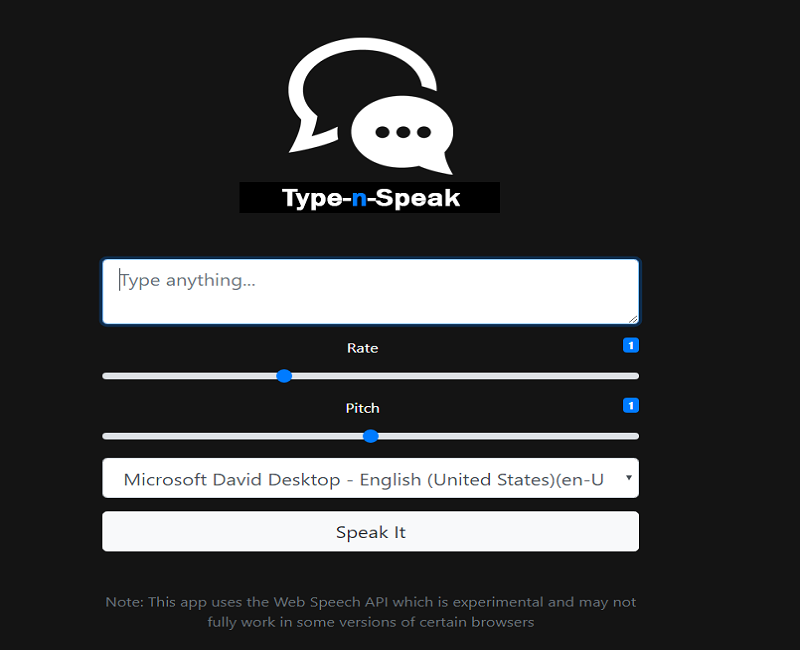 Type-n-Speak
Type anything...
Rate
1
Pitch
1
Microsoft David Desktop - English (United States)(en-U
Speak It
Note: This app uses the Web Speech API which is experimental and may not
fully work in some versions of certain browsers